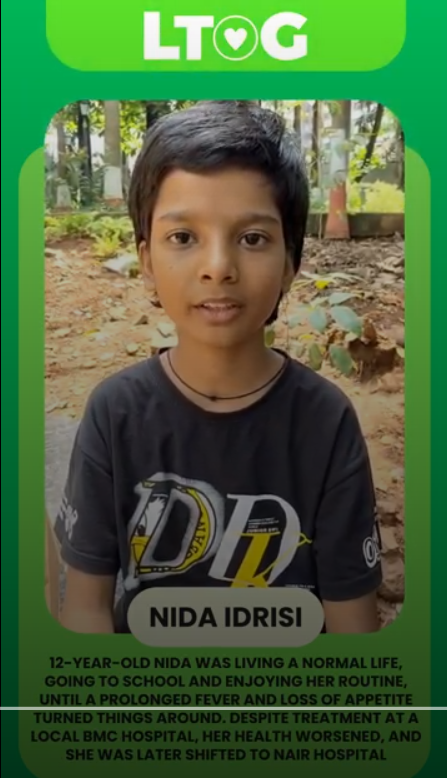 LTOG
NIDA IDRISI
12-YEAR-OLD NIDA WAS LIVING A NORMAL LIFE,
GOING TO SCHOOL AND ENJOYING HER ROUTINE,
UNTIL A PROLONGED FEVER AND LOSS OF APPETITE
TURNED THINGS AROUND. DESPITE TREATMENT AT A
LOCAL BMC HOSPITAL, HER HEALTH WORSENED, AND
SHE WAS LATER SHIFTED TO NAIR HOSPITAL